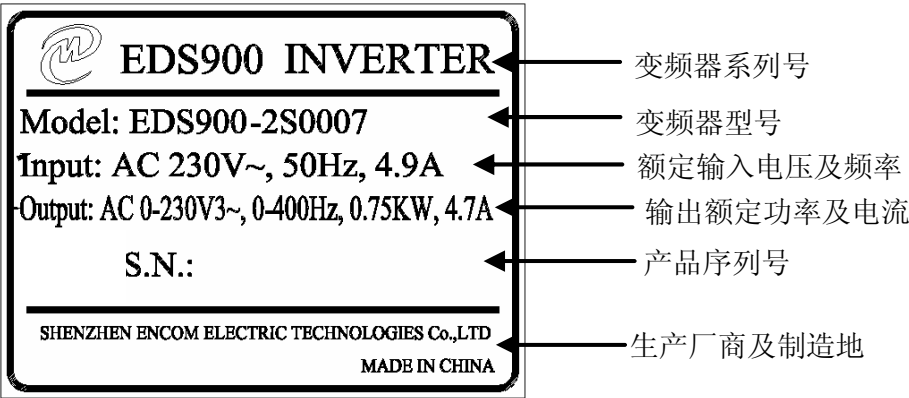 EDS900 INVERTER
变频器系列号
Model: EDS900-2S0007
变频器型号
Input: AC 230V~, 50Hz, 4.9A
额定输入电压及频率
Output: AC 0-230V3~, 0-400Hz, 0.75KW, 4.7A
输出额定功率及电流
S.N.:
产品序列号
SHENZHEN ENCOM ELECTRIC TECHNOLOGIES Co.,LTD
生产厂商及制造地
MADE IN CHINA